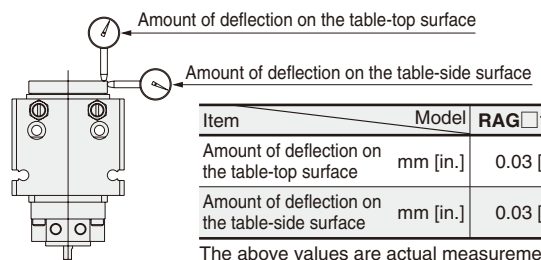 Amount of deflection on the table-top surface
Amount of deflection on the table-side surface
Item Model RAG□
Amount of deflection on
the table-top surface mm [in.] 0.03 [
Amount of deflection on
the table-side surface mm [in.] 0.03 [
The above values are actual